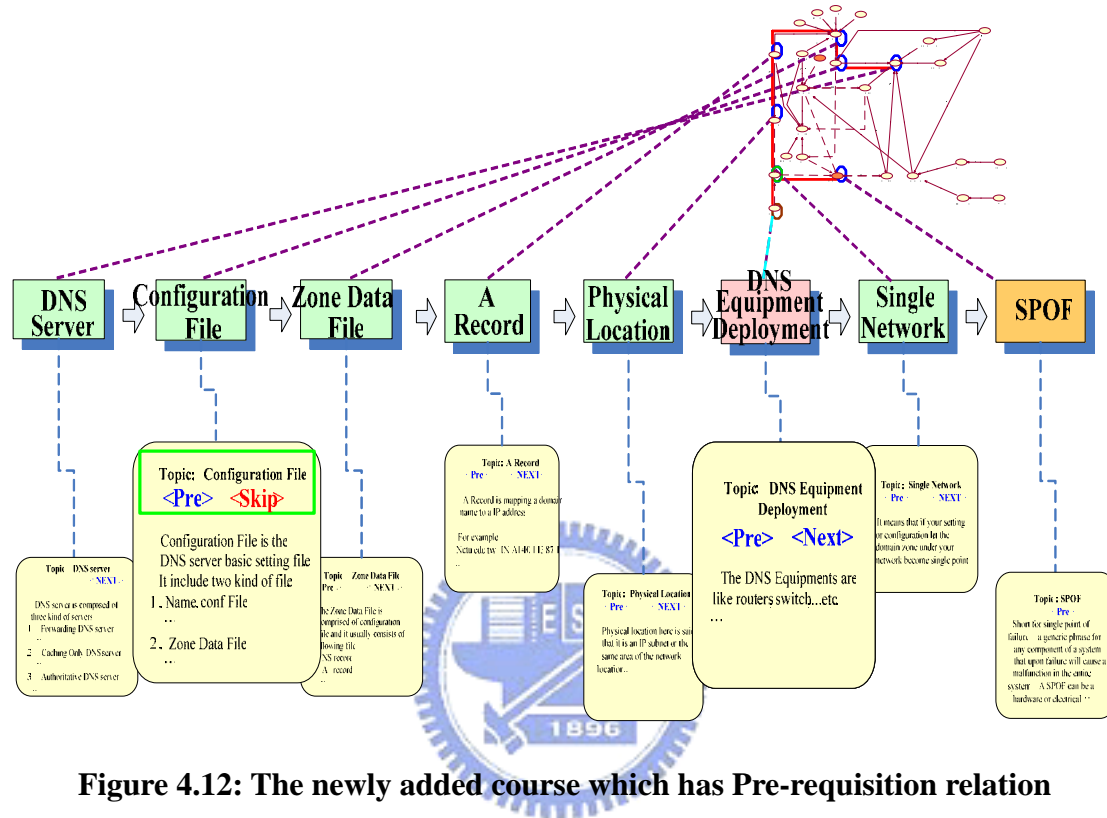 DNS
Server
Configuration
File
Zone Data
File
A
Record
Physical
Location
DNS
Equipment
Deployment
Single
Network
SPOF
Topic DNS server
NEXT
DNS server is comprised of
three kind of servers
1 Forwarding DNS server
..
2 Caching Only DNS server
..
3 Authoritative DNS server
..
Topic: Configuration File
<Pre> <Skip>
Configuration File is the
DNS server basic setting file
It include two kind of file
1. Name. conf File
...
2. Zone Data File
...
Topic Zone Data File
Pre NEXT
he Zone Data File is
omprised of configuration
ile and it usually consists of
llowing file
NS record
A record
..
Topic: A Record
Pre NEXT
A Record is mapping a domain
name to a IP address
For example
..
Topic: Physical Location
Pre NEXT
Physical location here is said
that it is an IP subnet or the
same area of the network
location..
Topic: DNS Equipment
Deployment
<Pre> <Next>
The DNS Equipments are
like routers, switch...etc.
...
Topic: Single Network
Pre NEXT
It means that if your setting
or configuration let the
domain zone under your
network become single point
Topic: SPOF
Pre
Short for single point of
failure a generic phrase for
any component of a system
that upon failure will cause a
malfunction in the entire
system A SPOF can be a
hardware or electrical ...
E S
1896
Figure 4.12: The newly added course which has Pre-requisition relation